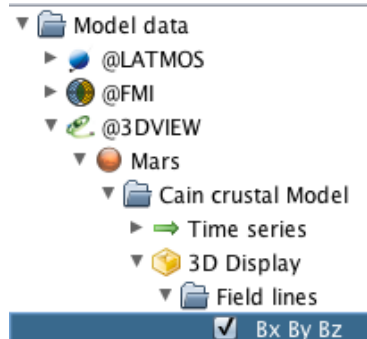 Model data
@LATMOS
@FMI
@3DVIEW
Mars
Cain crustal Model
Time series
3D Display
Field lines
Bx By Bz